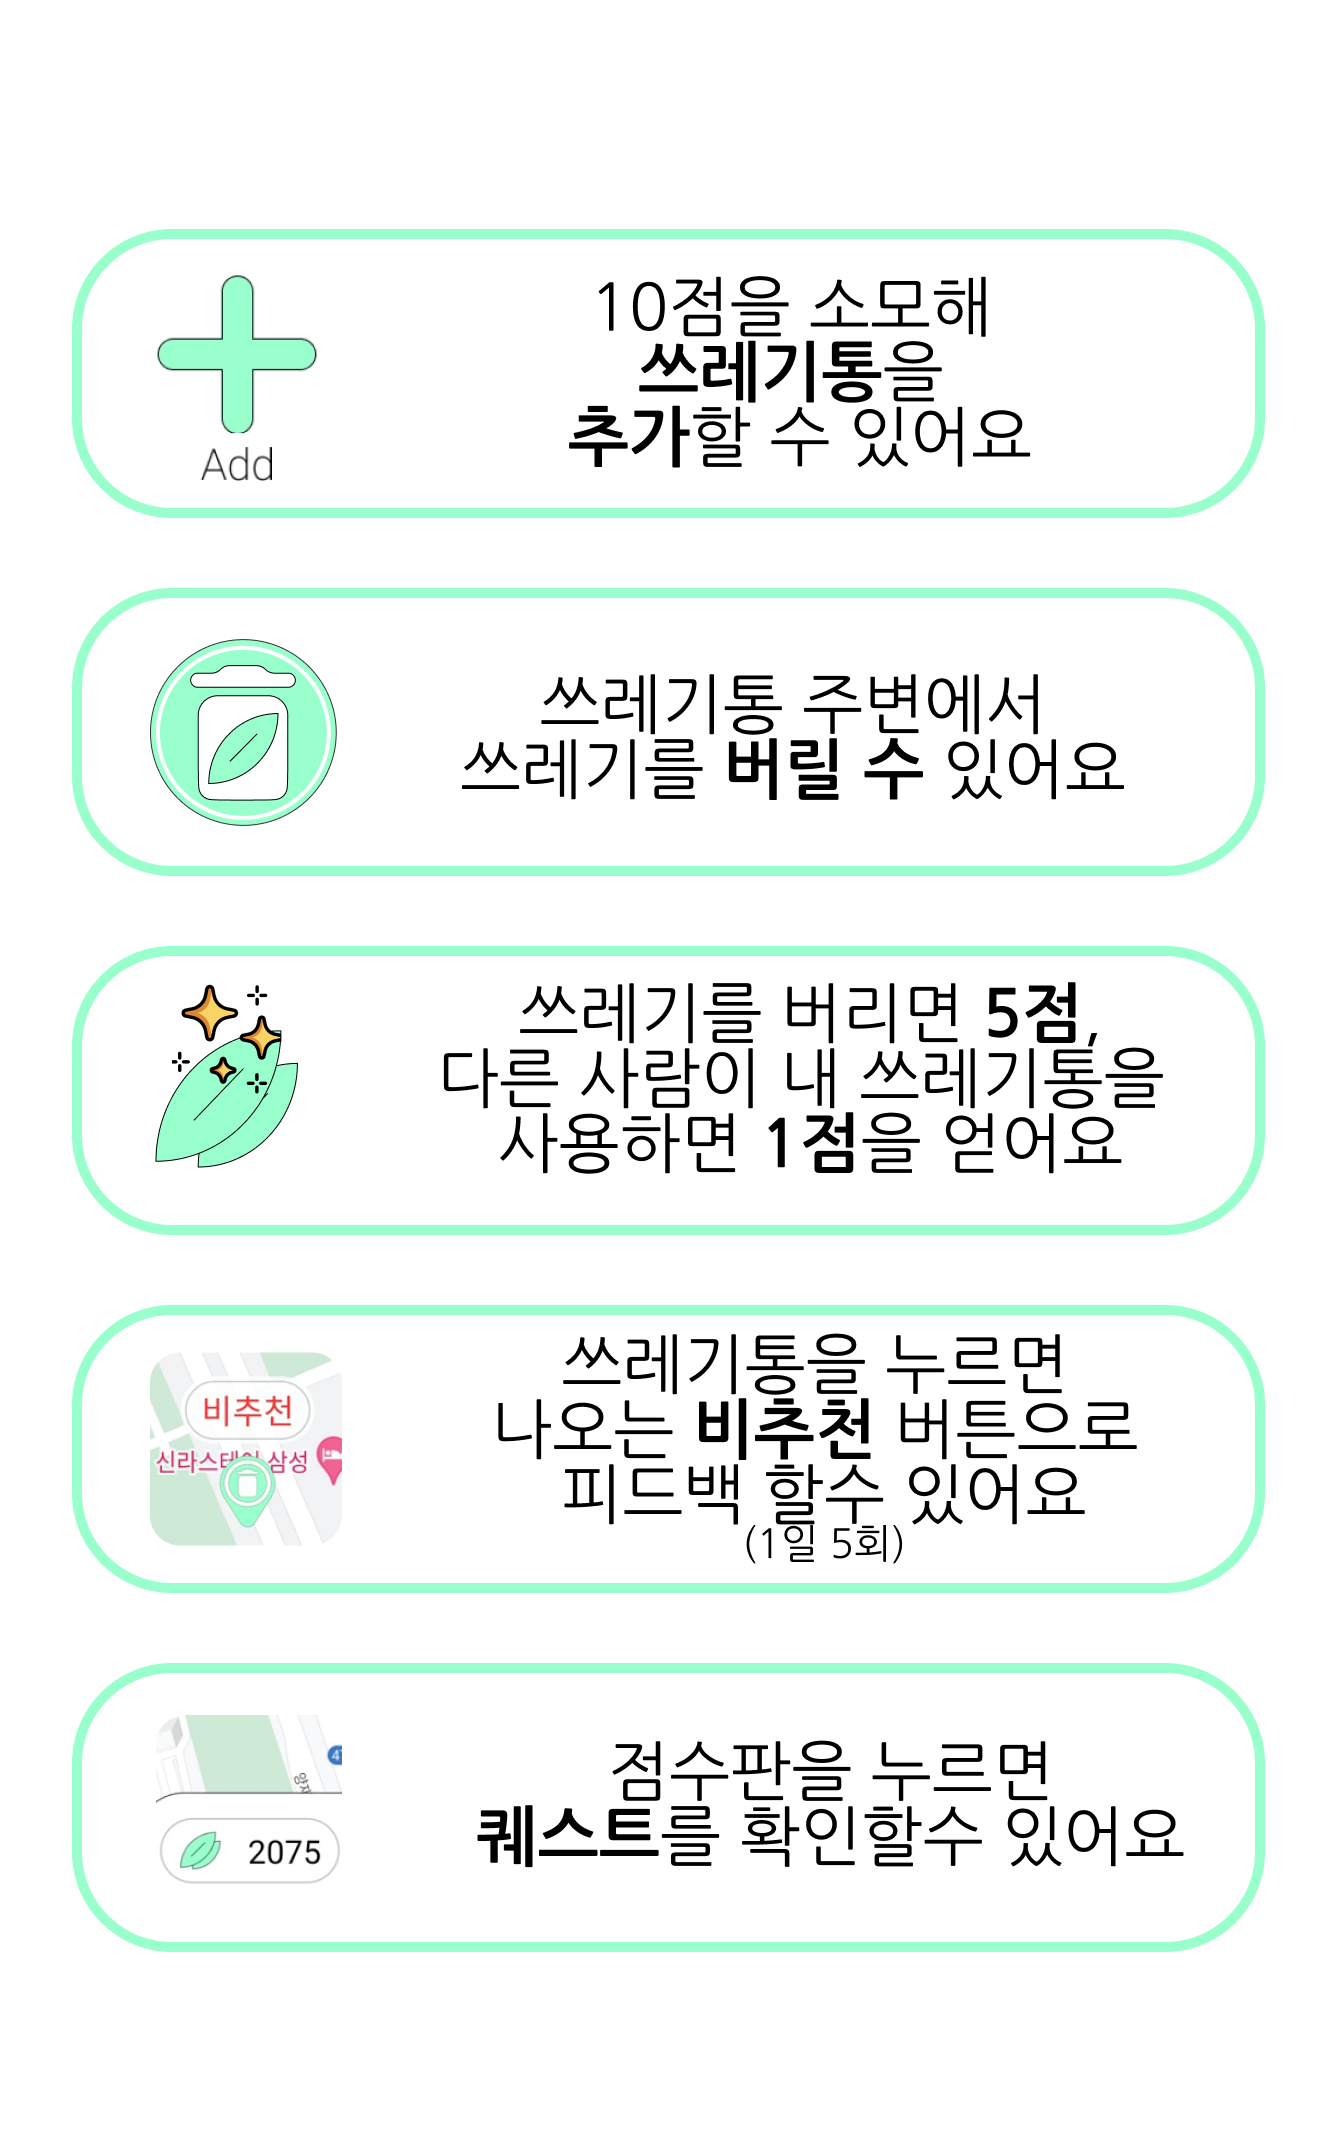 Add
10점을 소모해
쓰레기통을
추가할 수 있어요
쓰레기통 주변에서
쓰레기를 버릴 수 있어요
쓰레기를 버리면 5점,
다른 사람이 내 쓰레기통을
사용하면 1점을 얻어요
비추천
신라스테이 삼성
쓰레기통을 누르면
나오는 비추천 버튼으로
피드백 할수 있어요
(1일 5회)
2075
점수판을 누르면
퀘스트를 확인할수 있어요